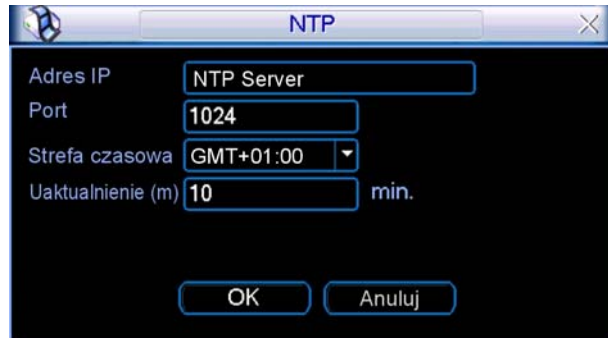 NTP
Adres IP NTP Server
Port 1024
Strefa czasowa GMT+01:00
Uaktualnienie (m) 10 min.
OK Anuluj